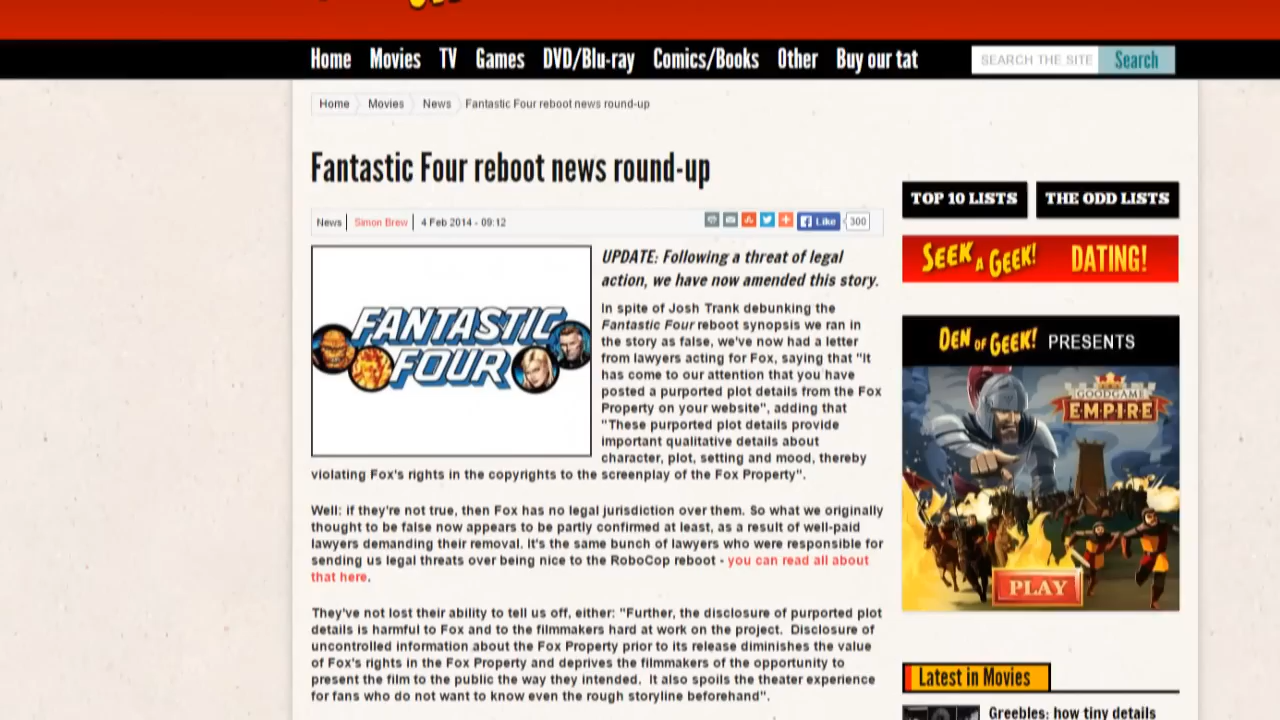 Home Movies TV Games DVD/Blu-ray Comics/Books Other Buy our tat
SEARCH THE SITE Search
Home Movies News Fantastic Four reboot news round-up
Fantastic Four reboot news round-up
News Simon Brew 4 Feb 2014 - 09:12
Like 300
FANTASTIC
FOUR
UPDATE: Following a threat of legal
action, we have now amended this story.
In spite of Josh Trank debunking the
Fantastic Four reboot synopsis we ran in
the story as false, we've now had a letter
from lawyers acting for Fox, saying that "It
has come to our attention that you have
posted a purported plot details from the Fox
Property on your website", adding that
"These purported plot details provide
important qualitative details about
character, plot, setting and mood, thereby
violating Fox's rights in the copyrights to the screenplay of the Fox Property".
Well: if they're not true, then Fox has no legal jurisdiction over them. So what we originally
thought to be false now appears to be partly confirmed at least, as a result of well-paid
lawyers demanding their removal. It's the same bunch of lawyers who were responsible for
sending us legal threats over being nice to the RoboCop reboot - you can read all about
that here.
They've not lost their ability to tell us off, either: "Further, the disclosure of purported plot
details is harmful to Fox and to the filmmakers hard at work on the project. Disclosure of
uncontrolled information about the Fox Property prior to its release diminishes the value
of Fox's rights in the Fox Property and deprives the filmmakers of the opportunity to
present the film to the public the way they intended. It also spoils the theater experience
for fans who do not want to know even the rough storyline beforehand".
TOP 10 LISTS THE ODD LISTS
SEEK A GEEK! DATING!
DEN OF GEEK! PRESENTS
GOODGAME
EMPIRE
PLAY
Latest in Movies
Greebles: how tiny details